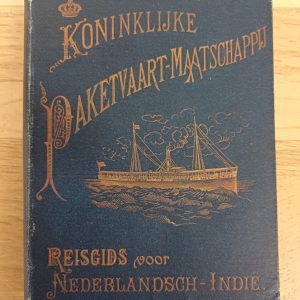 KONINKLIJKE
PAKETVAART-MAATSCHAPPIJ
REISGIDS voor
NEDERLANDSCH-INDIË.